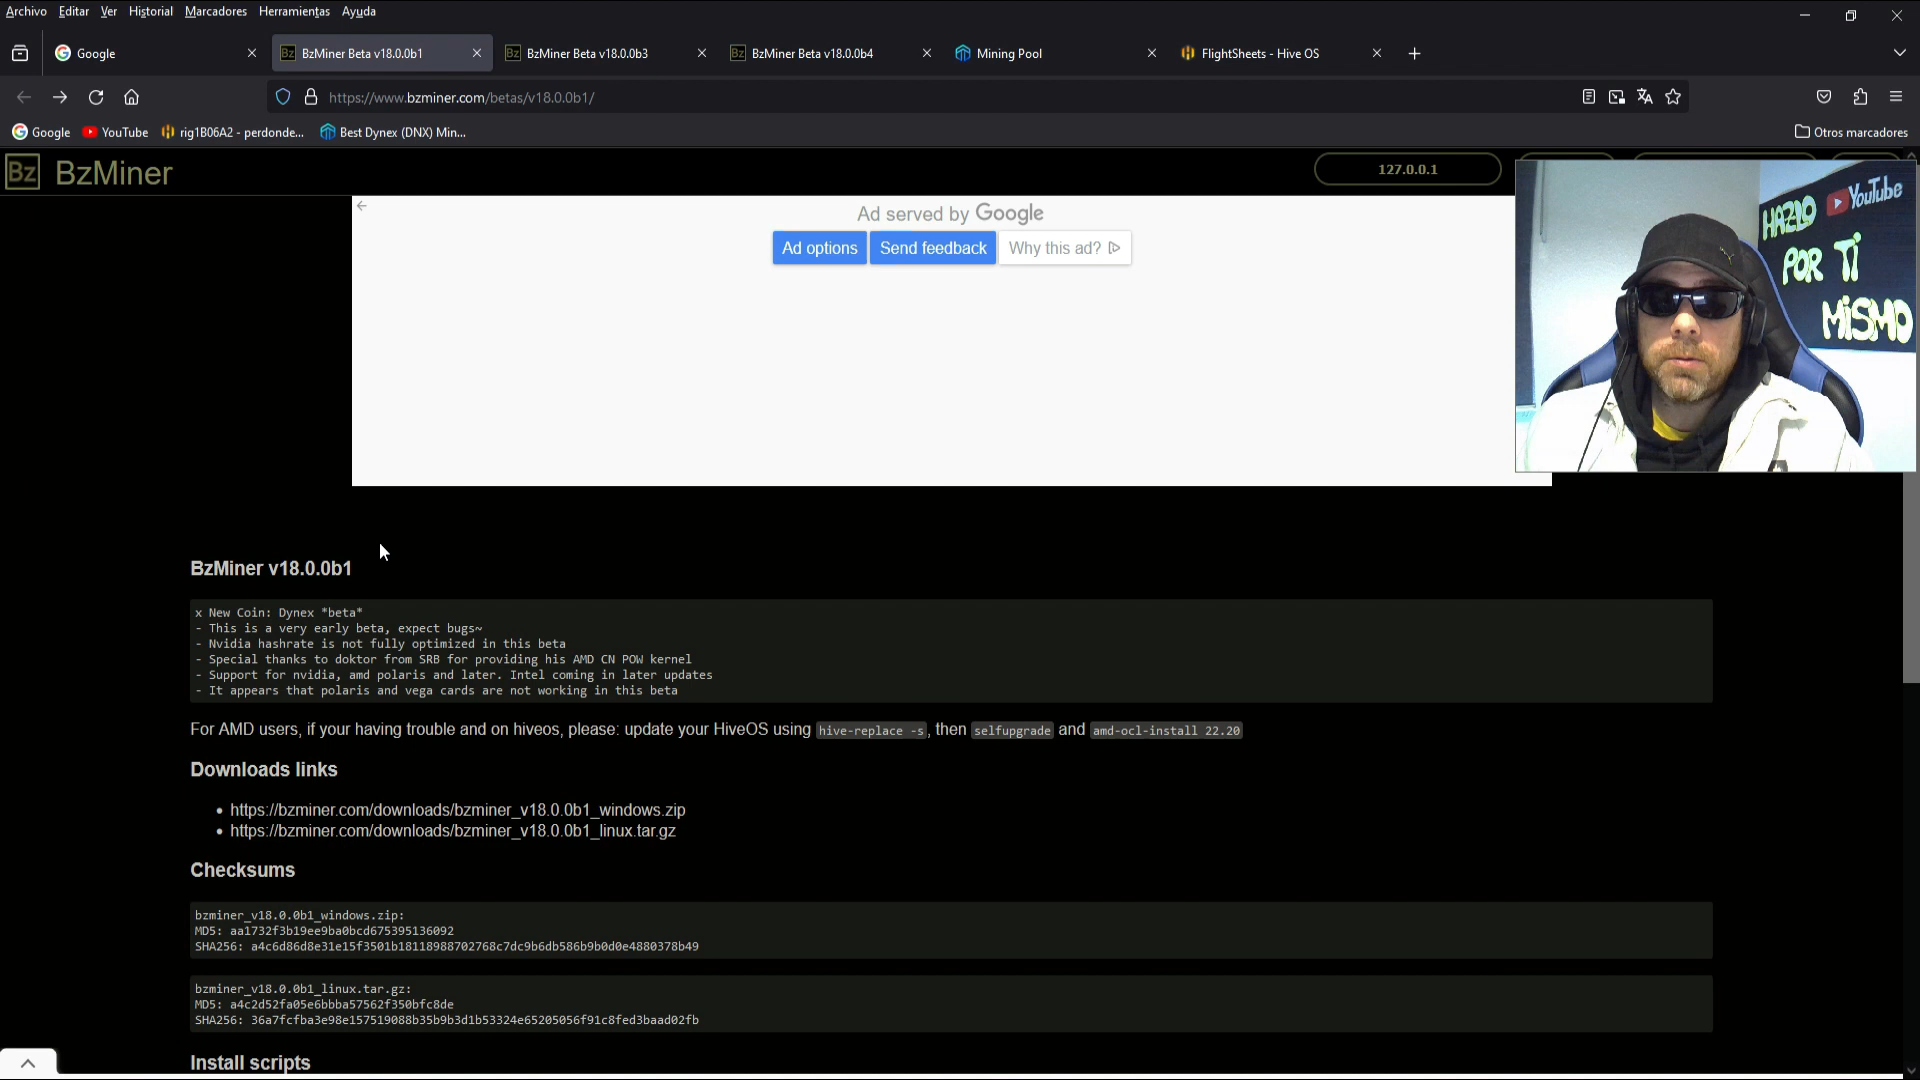 Archivo Editar Ver Historial Marcadores Herramientas Ayuda
Google
BzMiner Beta v18.0.0b1
BzMiner Beta v18.0.0b3
BzMiner Beta v18.0.0b4
Mining Pool
FlightSheets - Hive OS
https://www.bzminer.com/betas/v18.0.0b1/
Google YouTube rig1B06A2 - perdonde... Best Dynex (DNX) Min... Otros marcadores
Bz BzMiner 127.0.0.1
Ad served by Google
Ad options Send feedback Why this ad?
HAZLO
YouTube
POR TI
MISMO
BzMiner v18.0.0b1
x New Coin: Dynex *beta*
- This is a very early beta, expect bugs~
- Nvidia hashrate is not fully optimized in this beta
- Special thanks to doktor from SRB for providing his AMD CN POW kernel
- Support for nvidia, amd polaris and later. Intel coming in later updates
- It appears that polaris and vega cards are not working in this beta
For AMD users, if your having trouble and on hiveos, please: update your HiveOS using hive-replace -s, then selfupgrade and amd-ocl-install 22.20
Downloads links
• https://bzminer.com/downloads/bzminer_v18.0.0b1_windows.zip
• https://bzminer.com/downloads/bzminer_v18.0.0b1_linux.tar.gz
Checksums
bzminer_v18.0.0b1_windows.zip:
MD5: aa1732f3b19ee9ba0bcd675395136092
SHA256: a4c6d86d8e31e15f3501b18118988702768c7dc9b6db586b9b0d0e4880378b49
bzminer_v18.0.0b1_linux.tar.gz:
MD5: a4c2d52fa05e6bbba57562f350bfc8de
SHA256: 36a7fcfba3e98e157519088b35b9b3d1b53324e65205056f91c8fed3baad02fb
Install scripts